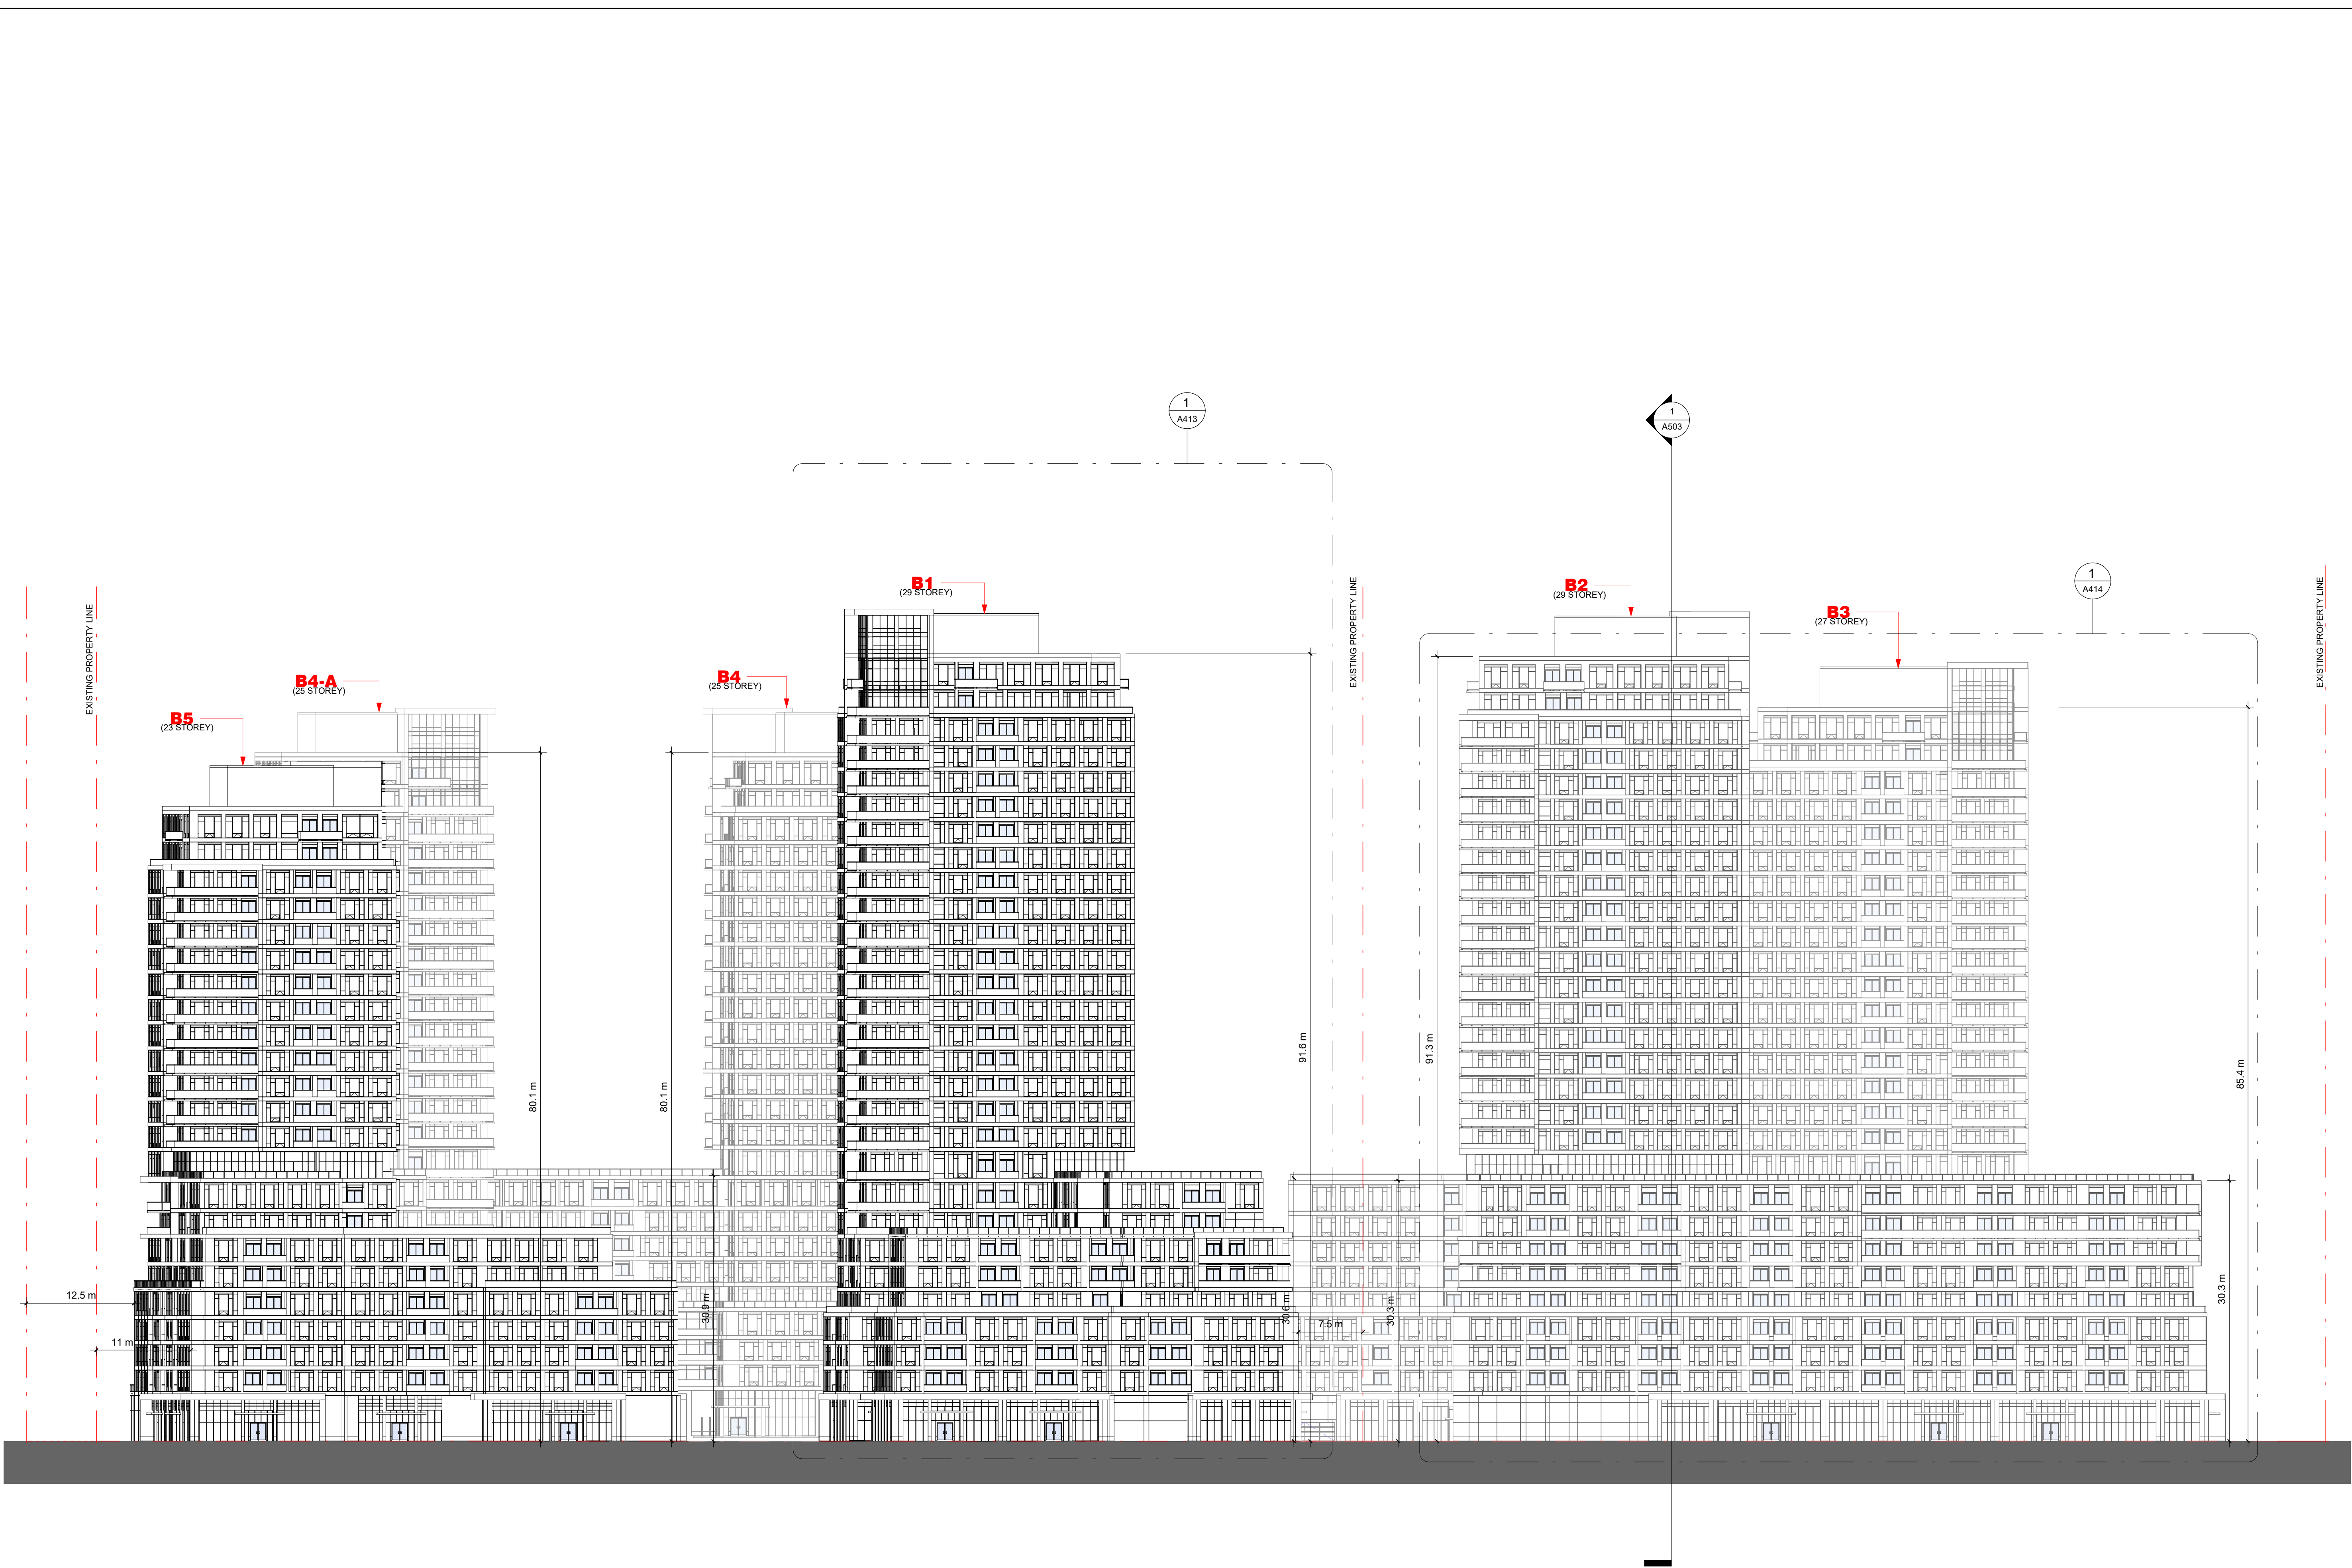 1
A413
1
A503
1
A414
B1
(29 STOREY)
B2
(29 STOREY)
B3
(27 STOREY)
B4
(25 STOREY)
B4-A
(25 STOREY)
B5
(23 STOREY)
EXISTING PROPERTY LINE
EXISTING PROPERTY LINE
EXISTING PROPERTY LINE
80.1 m
80.1 m
91.6 m
91.3 m
85.4 m
12.5 m
11 m
30.9 m
30.6 m
7.5 m
30.3 m
30.3 m